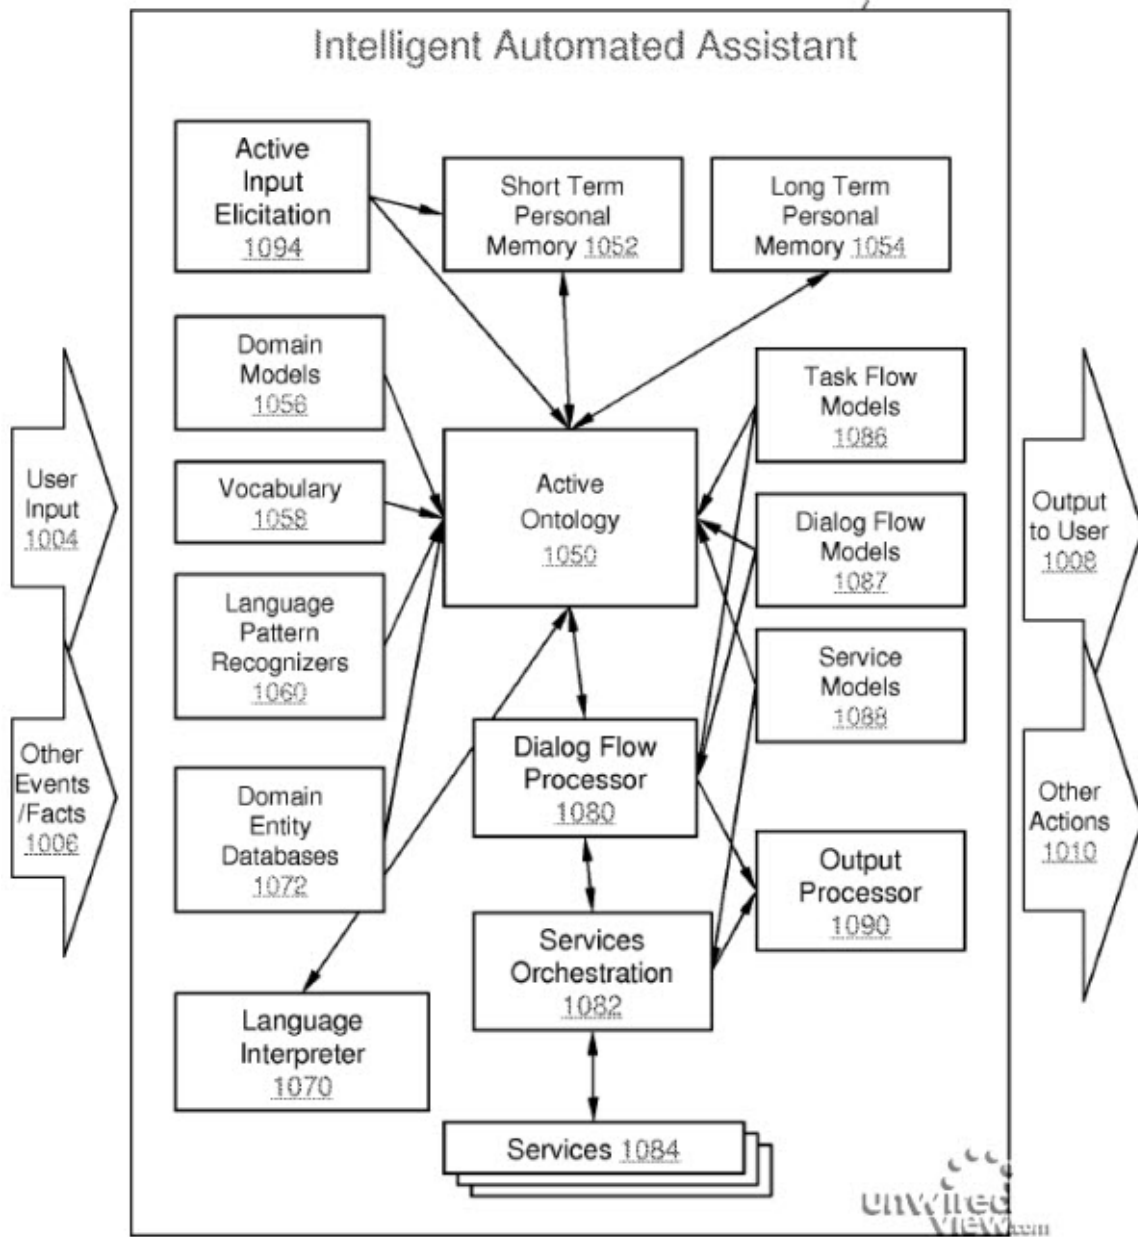 Intelligent Automated Assistant
Active
Input
Elicitation
1094
Short Term
Personal
Memory 1052
Long Term
Personal
Memory 1054
Domain
Models
1056
Task Flow
Models
1086
User
Input
1004
Vocabulary
1058
Active
Ontology
1050
Dialog Flow
Models
1087
Output
to User
1008
Language
Pattern
Recognizers
1060
Service
Models
1088
Other
Events
/Facts
1006
Domain
Entity
Databases
1072
Dialog Flow
Processor
1080
Output
Processor
1090
Other
Actions
1010
Services
Orchestration
1082
Language
Interpreter
1070
Services 1084
unwired
view.com